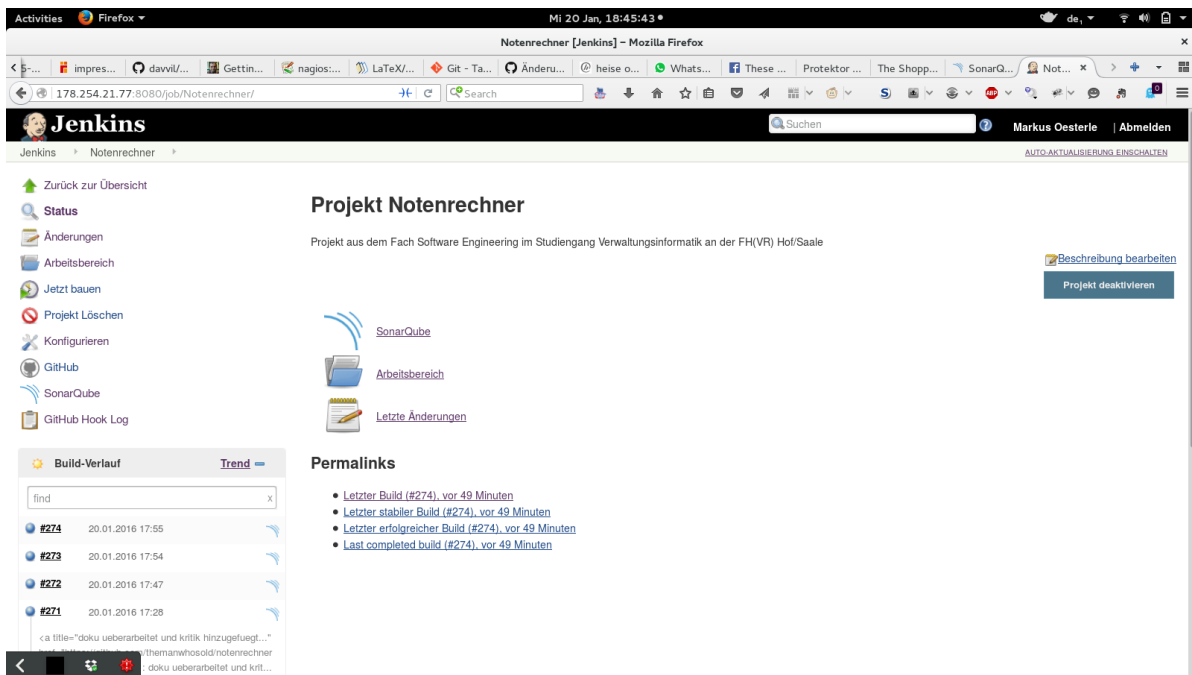 Activities Firefox Mi 20 Jan, 18:45:43 de₁
Notenrechner [Jenkins] – Mozilla Firefox ×
5-... impres... davvil/... Gettin... nagios:... LaTeX/... Git - Ta... Änderu... heise o... Whats... These ... Protektor ... The Shopp... SonarQ... Not... ×
178.254.21.77:8080/job/Notenrechner/ Search
Jenkins Suchen Markus Oesterle | Abmelden
Jenkins Notenrechner AUTO-AKTUALISIERUNG EINSCHALTEN
Zurück zur Übersicht
Status
Änderungen
Arbeitsbereich
Jetzt bauen
Projekt Löschen
Konfigurieren
GitHub
SonarQube
GitHub Hook Log
Build-Verlauf Trend
find x
#274 20.01.2016 17:55
#273 20.01.2016 17:54
#272 20.01.2016 17:47
#271 20.01.2016 17:28
<a title="doku ueberarbeitet und kritik hinzugefuegt..."
/themanwhosold/notenrechner
: doku ueberarbeitet und krit...
Projekt Notenrechner
Projekt aus dem Fach Software Engineering im Studiengang Verwaltungsinformatik an der FH(VR) Hof/Saale
Beschreibung bearbeiten
Projekt deaktivieren
SonarQube
Arbeitsbereich
Letzte Änderungen
Permalinks
Letzter Build (#274), vor 49 Minuten
Letzter stabiler Build (#274), vor 49 Minuten
Letzter erfolgreicher Build (#274), vor 49 Minuten
Last completed build (#274), vor 49 Minuten